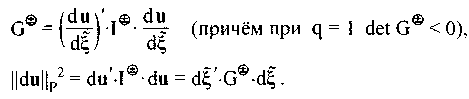 G^⊕ = (du/dξ̃)′·I^⊕·du/dξ̃ (причём при q = 1 det G^⊕ < 0),
‖du‖_P² = du′·I^⊕·du = dξ̃′·G^⊕·dξ̃.